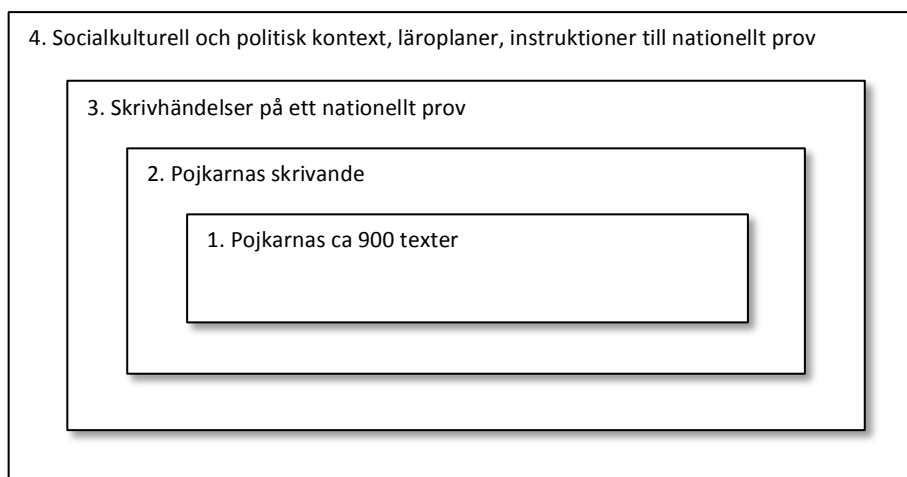 4. Socialkulturell och politisk kontext, läroplaner, instruktioner till nationellt prov
3. Skrivhändelser på ett nationellt prov
2. Pojkarnas skrivande
1. Pojkarnas ca 900 texter